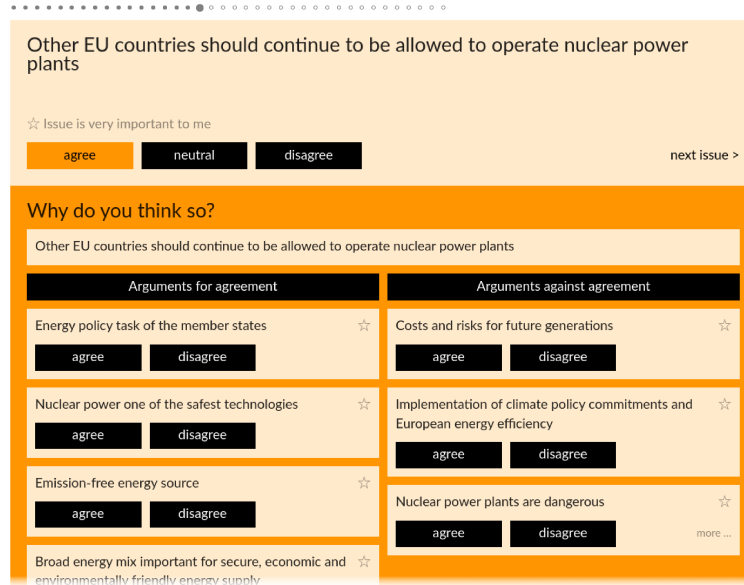 Other EU countries should continue to be allowed to operate nuclear power
plants
☆ Issue is very important to me
agree
neutral
disagree
next issue >
Why do you think so?
Other EU countries should continue to be allowed to operate nuclear power plants
Arguments for agreement
Energy policy task of the member states
agree
disagree
Nuclear power one of the safest technologies
agree
disagree
Emission-free energy source
agree
disagree
Broad energy mix important for secure, economic and
environmentally friendly energy supply
Arguments against agreement
Costs and risks for future generations
agree
disagree
Implementation of climate policy commitments and
European energy efficiency
agree
disagree
Nuclear power plants are dangerous
agree
disagree
more ...